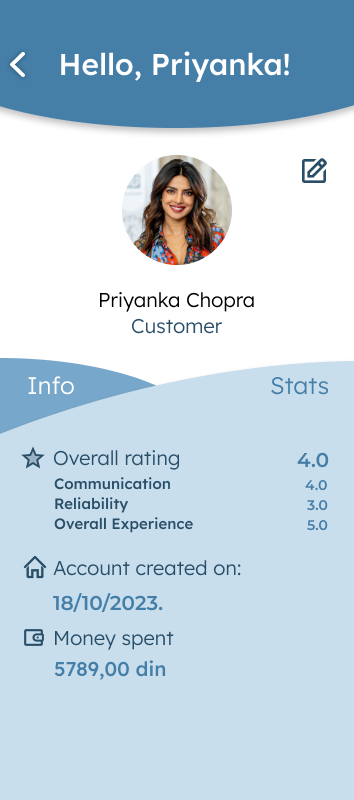 Hello, Priyanka!
Priyanka Chopra
Customer
Info
Stats
Overall rating 4.0
Communication 4.0
Reliability 3.0
Overall Experience 5.0
Account created on:
18/10/2023.
Money spent
5789,00 din